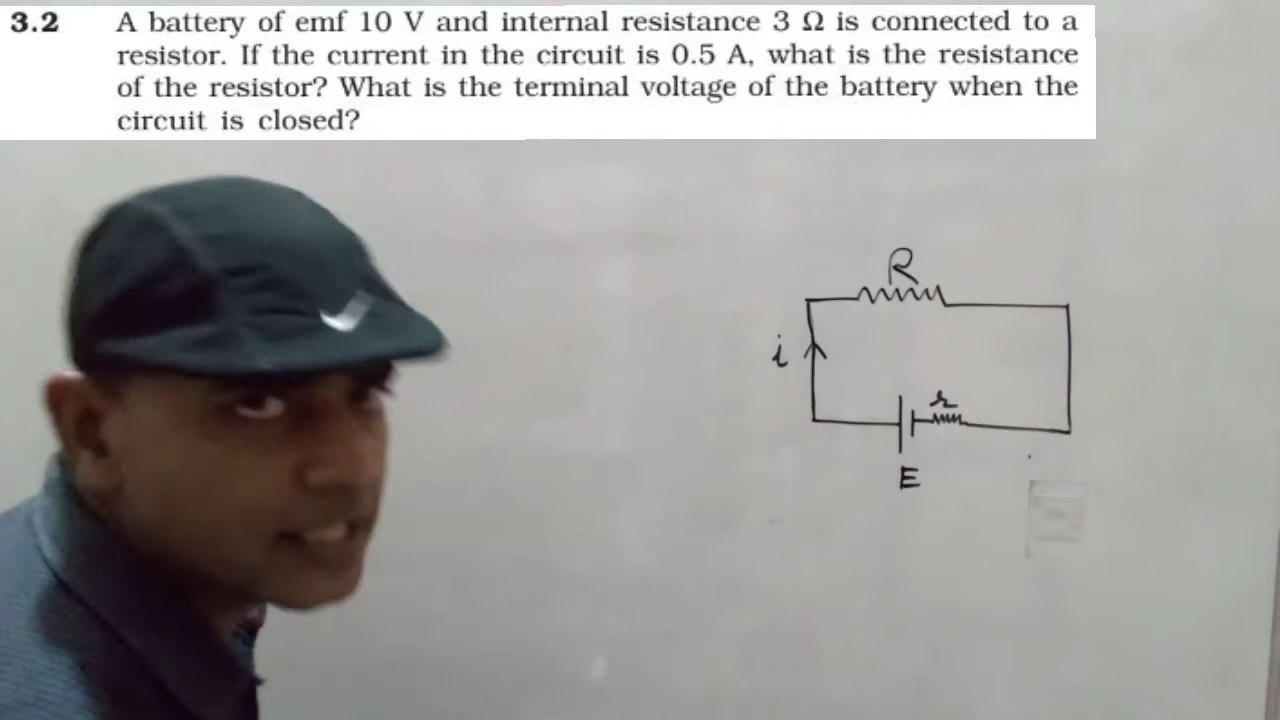 3.2 A battery of emf 10 V and internal resistance 3 Ω is connected to a
resistor. If the current in the circuit is 0.5 A, what is the resistance
of the resistor? What is the terminal voltage of the battery when the
circuit is closed?
R
i
r
E